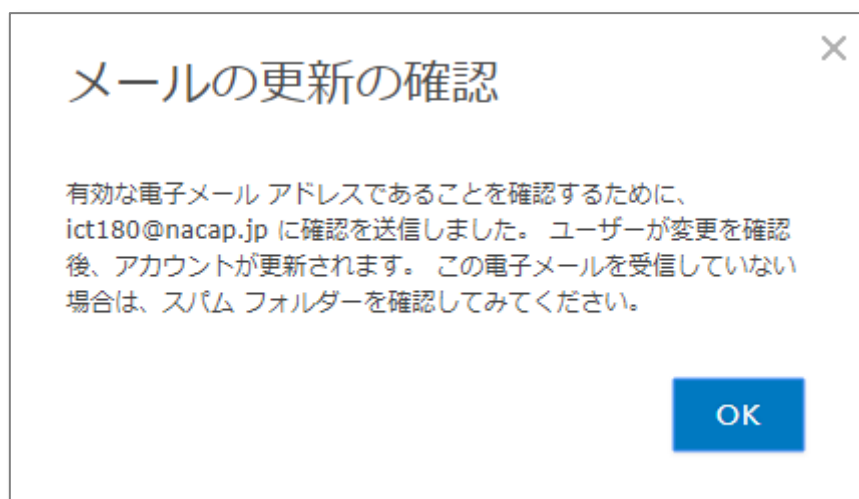 メールの更新の確認
有効な電子メール アドレスであることを確認するために、
ict180@nacap.jp に確認を送信しました。 ユーザーが変更を確認
後、アカウントが更新されます。 この電子メールを受信していない
場合は、スパム フォルダーを確認してみてください。
OK